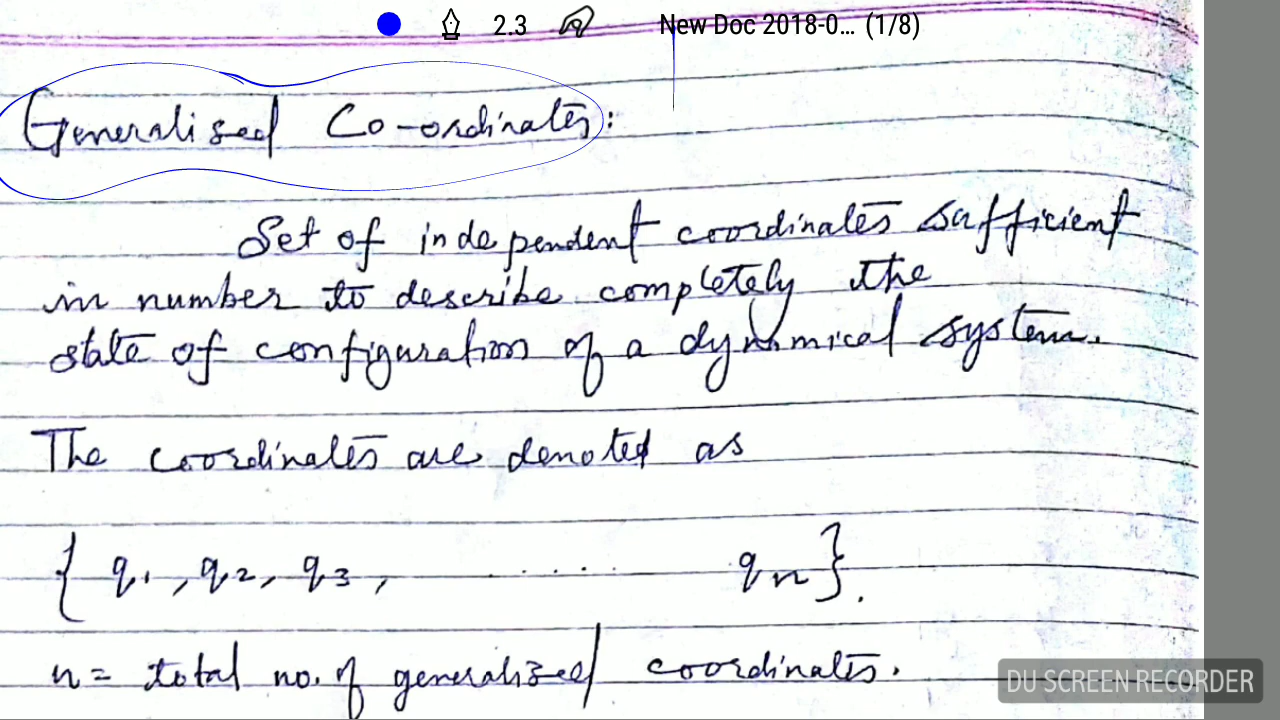 2.3 New Doc 2018-0... (1/8)
Generalised Co-ordinates:
Set of independent coordinates sufficient
in number to describe completely the
state of configuration of a dynamical system.
The coordinates are denoted as
{ q1, q2, q3, ...... qn }.
n = total no. of generalized coordinates.
DU SCREEN RECORDER